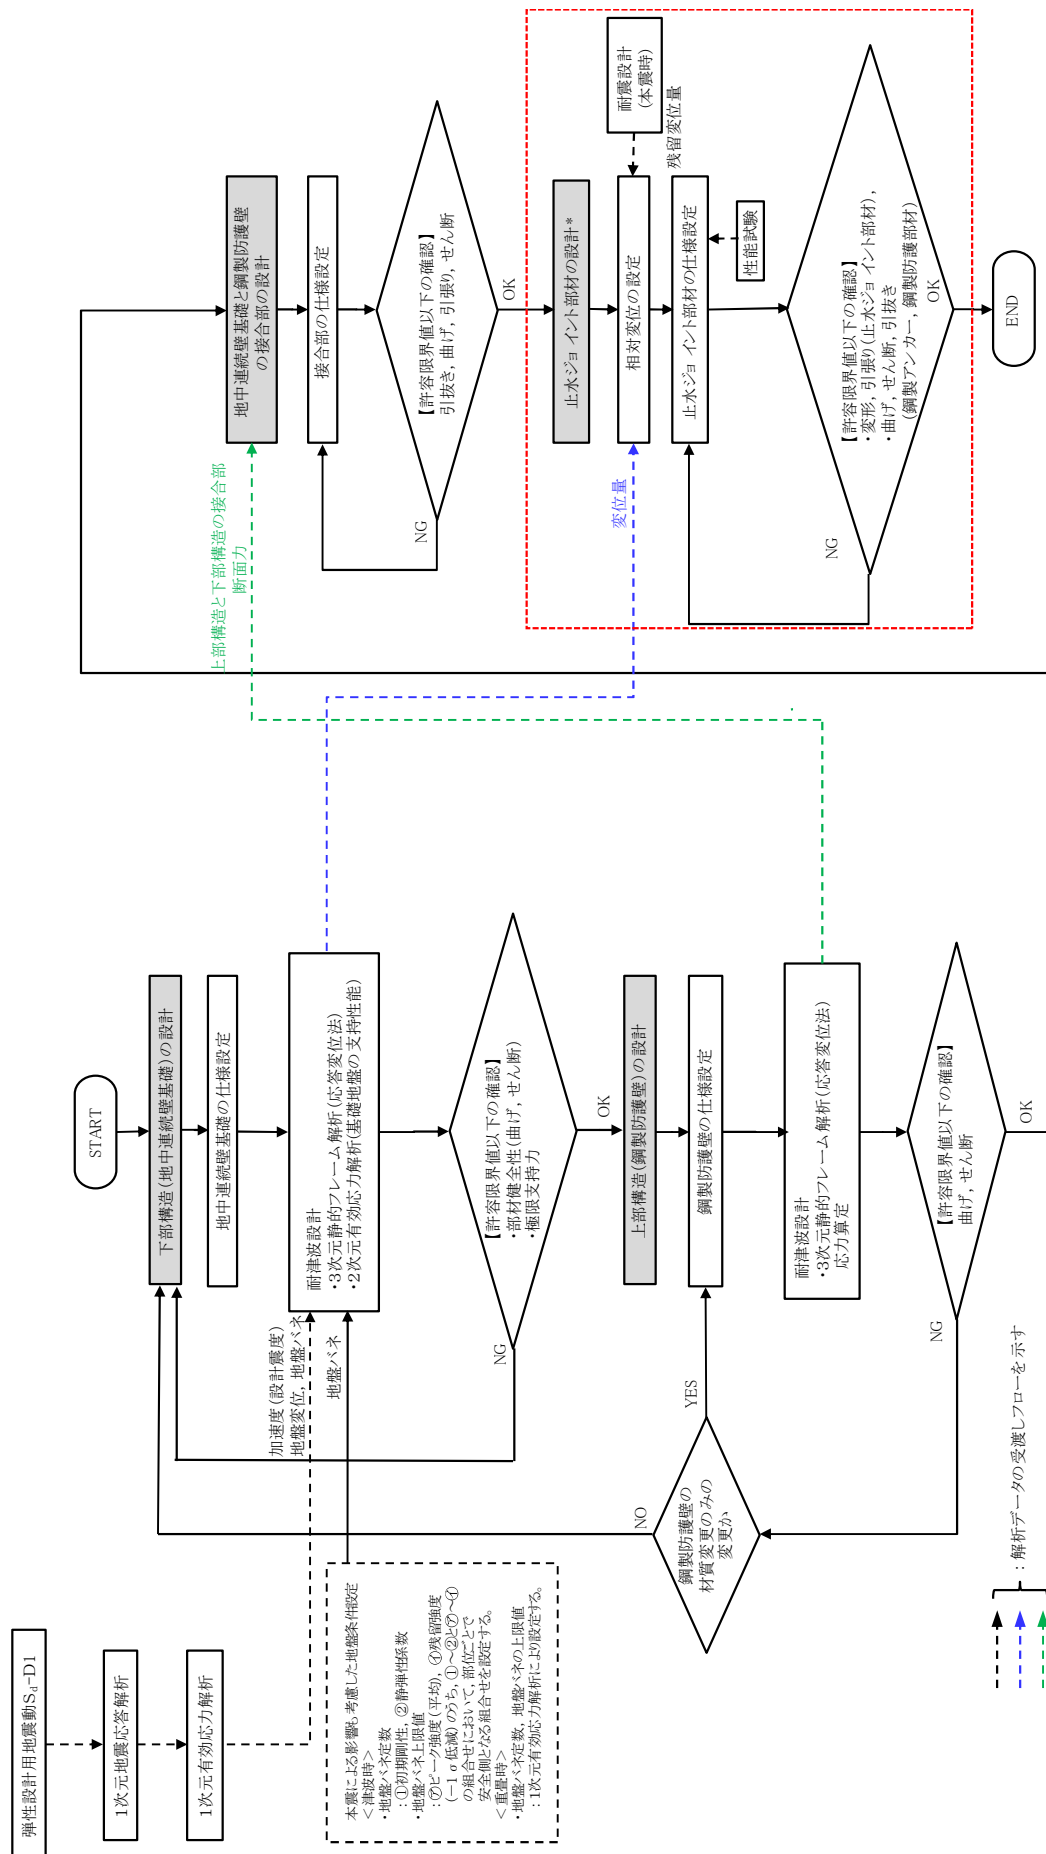 弾性設計用地震動Sd-D1
1次元地震応答解析
1次元有効応力解析
加速度(設計震度)
地盤変位, 地盤バネ
地盤バネ
本震による影響も考慮した地盤条件設定
<津波時>
・地盤バネ定数
:①初期剛性, ②静弾性係数
・地盤バネ上限値
:㋐ピーク強度(平均), ㋑残留強度
(-1σ低減)のうち, ①~②と㋐~㋑
の組合せにおいて, 部位ごとで
安全側となる組合せを設定する。
<重畳時>
・地盤バネ定数, 地盤バネの上限値
:1次元有効応力解析により設定する。
START
下部構造(地中連続壁基礎)の設計
地中連続壁基礎の仕様設定
耐津波設計
・3次元静的フレーム解析(応答変位法)
・2次元有効応力解析(基礎地盤の支持性能)
【許容限界値以下の確認】
・部材健全性(曲げ, せん断)
・極限支持力
NG
OK
上部構造(鋼製防護壁)の設計
鋼製防護壁の仕様設定
耐津波設計
・3次元静的フレーム解析(応答変位法)
応力算定
【許容限界値以下の確認】
曲げ, せん断
NG
OK
鋼製防護壁の
材質変更のみの
変更か
YES
NO
上部構造と下部構造の接合部
断面力
地中連続壁基礎と鋼製防護壁
の接合部の設計
接合部の仕様設定
【許容限界値以下の確認】
引抜き, 曲げ, 引張り, せん断
NG
OK
止水ジョイント部材の設計*
変位量
相対変位の設定
耐震設計
(本震時)
残留変位量
止水ジョイント部材の仕様設定
性能試験
【許容限界値以下の確認】
・変形, 引張り(止水ジョイント部材),
・曲げ, せん断, 引抜き
(鋼製アンカー, 鋼製防護部材)
NG
OK
END
:解析データの受渡しフローを示す